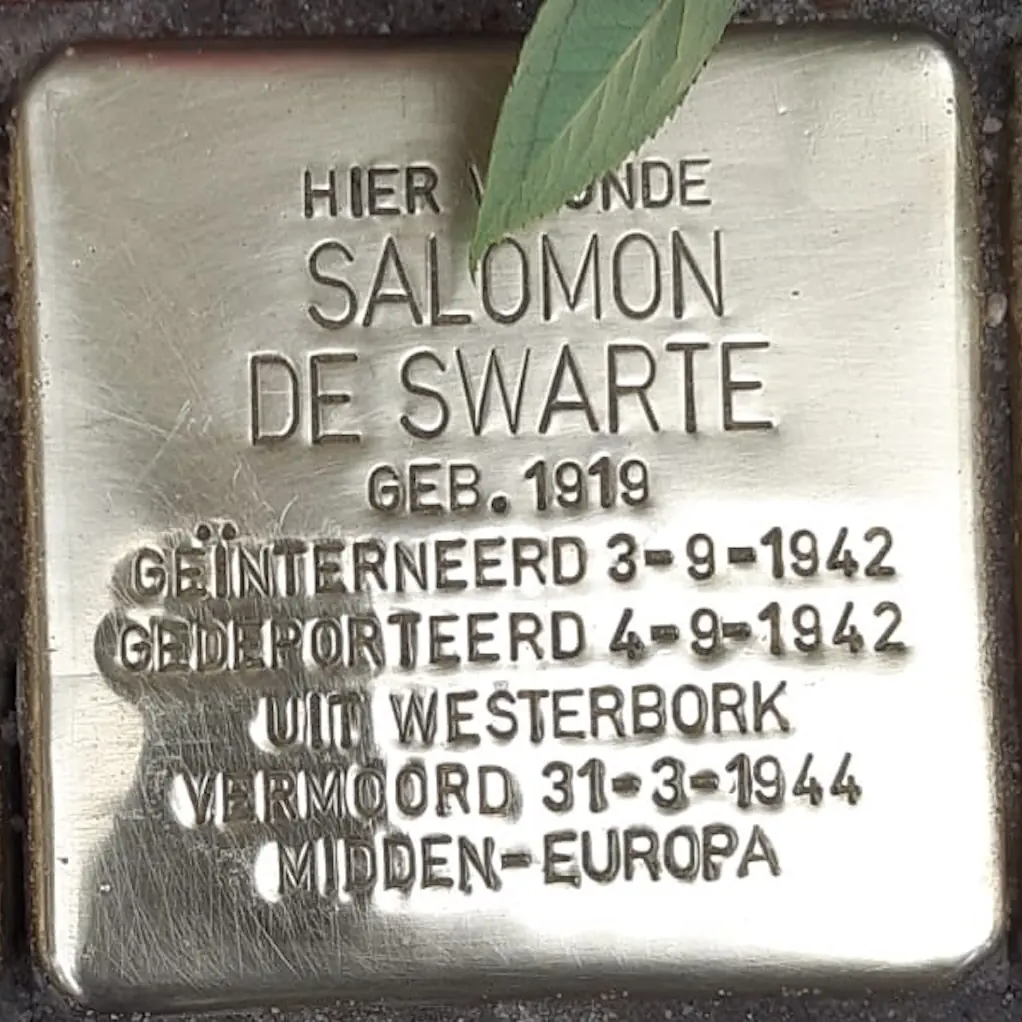 HIER WOONDE
SALOMON
DE SWARTE
GEB. 1919
GEÏNTERNEERD 3-9-1942
GEDEPORTEERD 4-9-1942
UIT WESTERBORK
VERMOORD 31-3-1944
MIDDEN-EUROPA